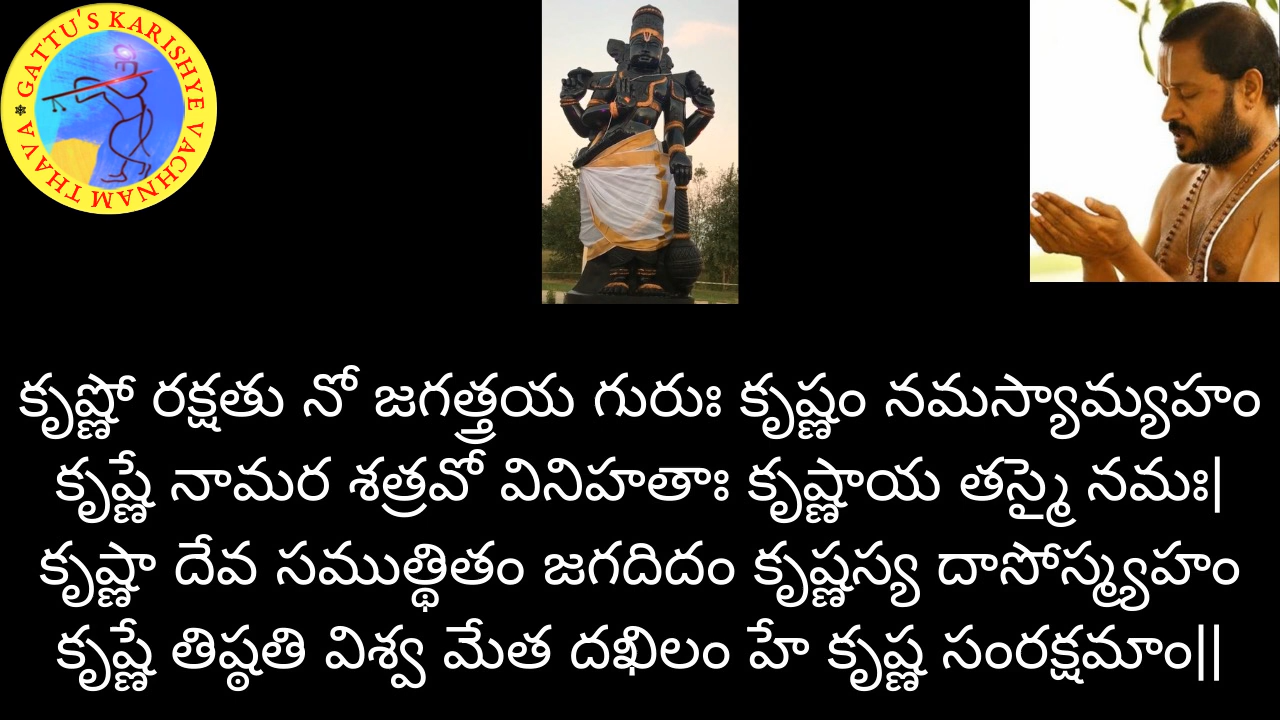 GATTU'S KARISHYE VACHNAM THAVA
కృష్ణో రక్షతు నో జగత్త్రయ గురుః కృష్ణం నమస్యామ్యహం
కృష్ణే నామర శత్రవో వినిహతాః కృష్ణాయ తస్మై నమః|
కృష్ణా దేవ సముత్థితం జగదిదం కృష్ణస్య దాసోస్మ్యహం
కృష్ణే తిష్ఠతి విశ్వ మేత దఖిలం హే కృష్ణ సంరక్షమాం||